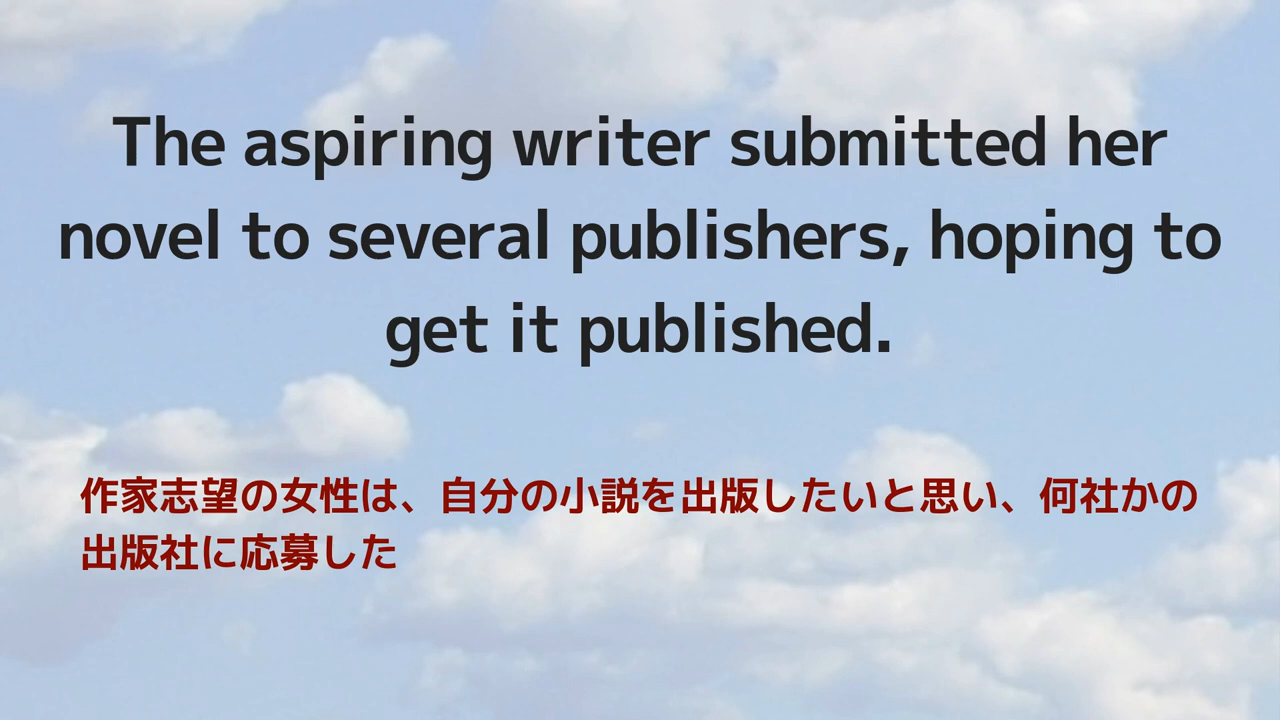 The aspiring writer submitted her
novel to several publishers, hoping to
get it published.
作家志望の女性は、自分の小説を出版したいと思い、何社かの
出版社に応募した